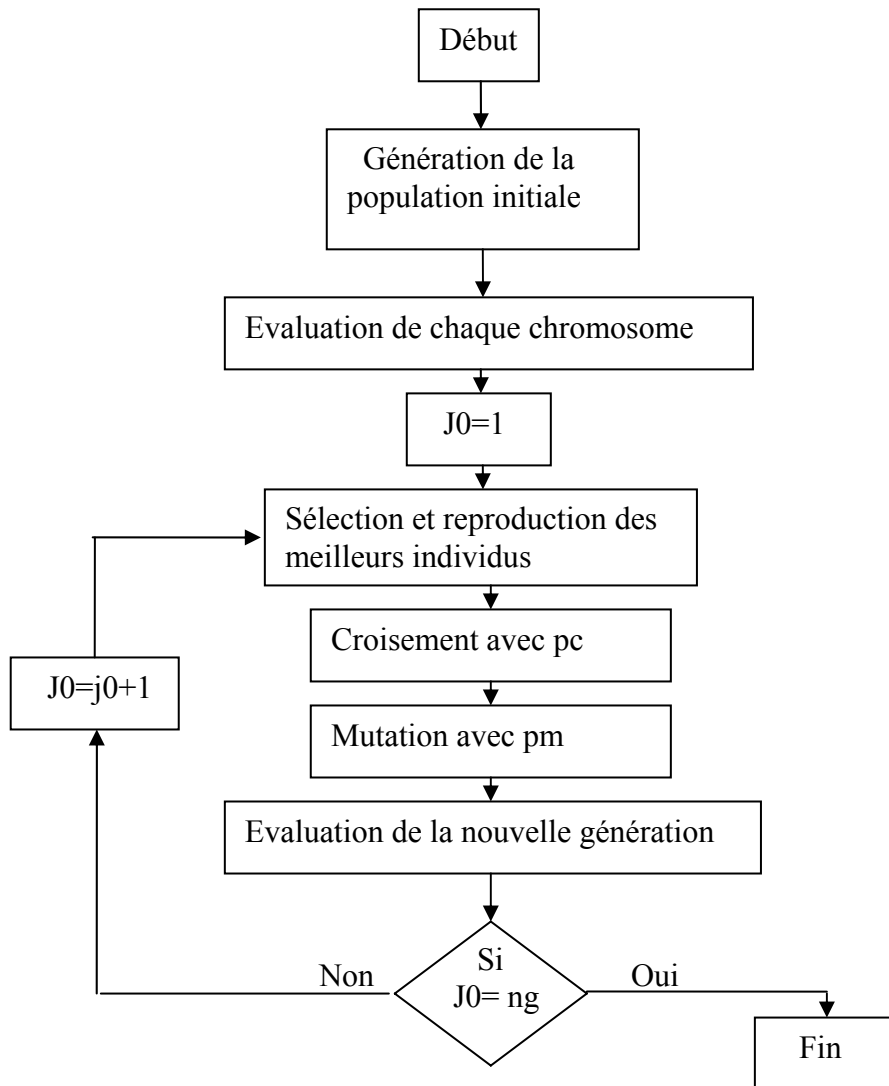 Début
Génération de la
population initiale
Evaluation de chaque chromosome
J0=1
Sélection et reproduction des
meilleurs individus
Croisement avec pc
J0=j0+1
Mutation avec pm
Evaluation de la nouvelle génération
Si
Non
J0= ng
Oui
Fin